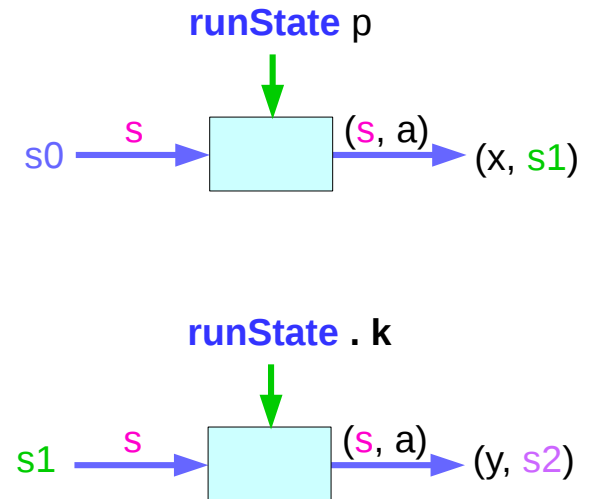 runState p
s
(s, a)
s0
(x, s1)
runState . k
s
(s, a)
s1
(y, s2)